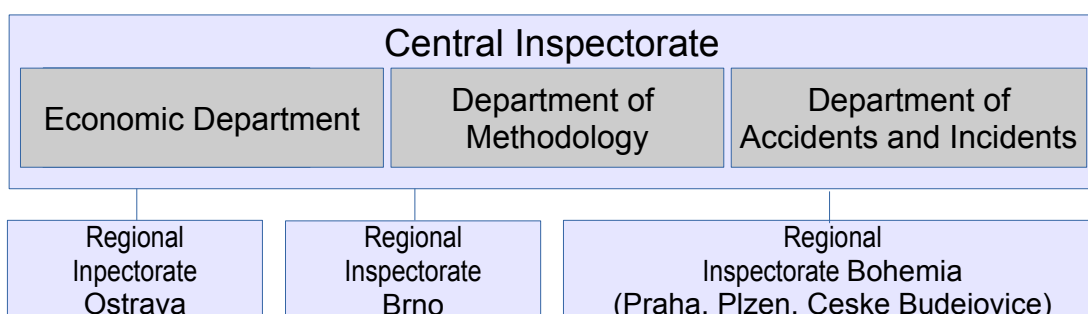 Central Inspectorate
Economic Department
Department of
Methodology
Department of
Accidents and Incidents
Regional
Inpectorate
Ostrava
Regional
Inspectorate
Brno
Regional
Inspectorate Bohemia
(Praha, Plzen, Ceske Budejovice)